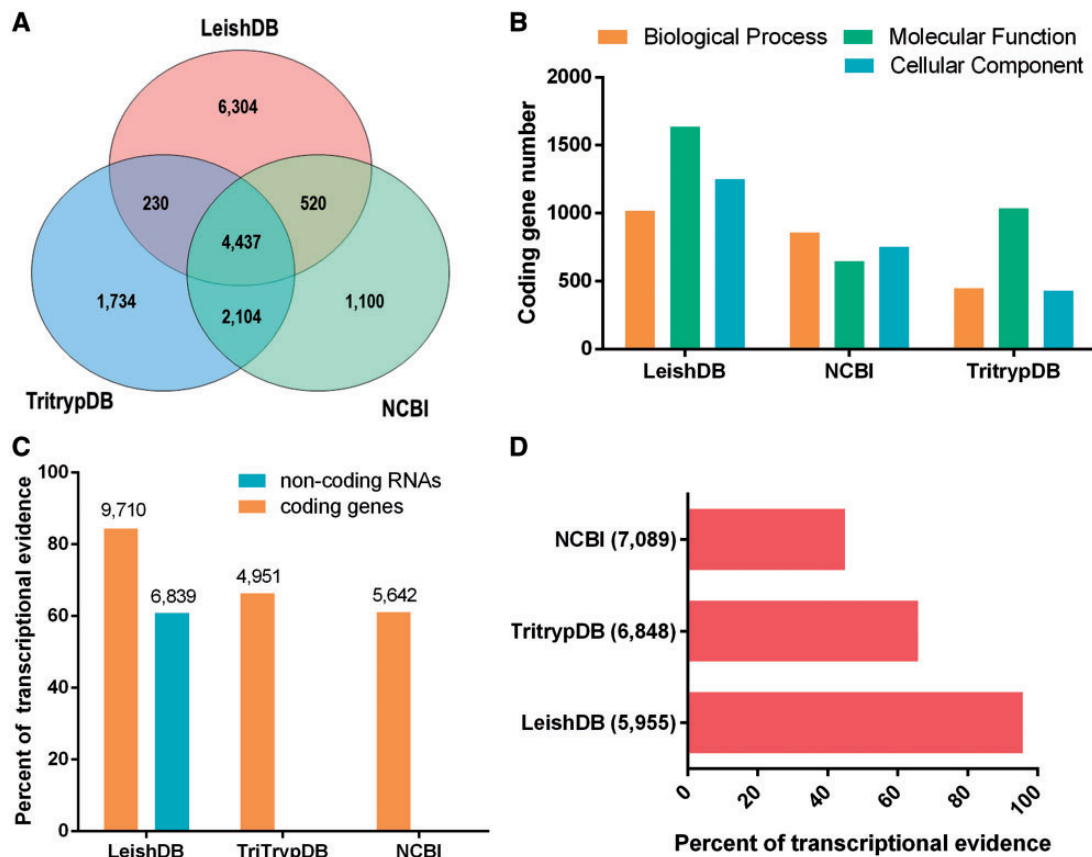 A
LeishDB
6,304
230
520
4,437
1,734
2,104
1,100
TritrypDB
NCBI
B
Biological Process
Molecular Function
Cellular Component
Coding gene number
2000
1500
1000
500
0
LeishDB
NCBI
TritrypDB
C
non-coding RNAs
coding genes
Percent of transcriptional evidence
100
80
60
40
20
0
9,710
6,839
4,951
5,642
LeishDB
TriTrypDB
NCBI
D
NCBI (7,089)
TritrypDB (6,848)
LeishDB (5,955)
0
20
40
60
80
100
Percent of transcriptional evidence